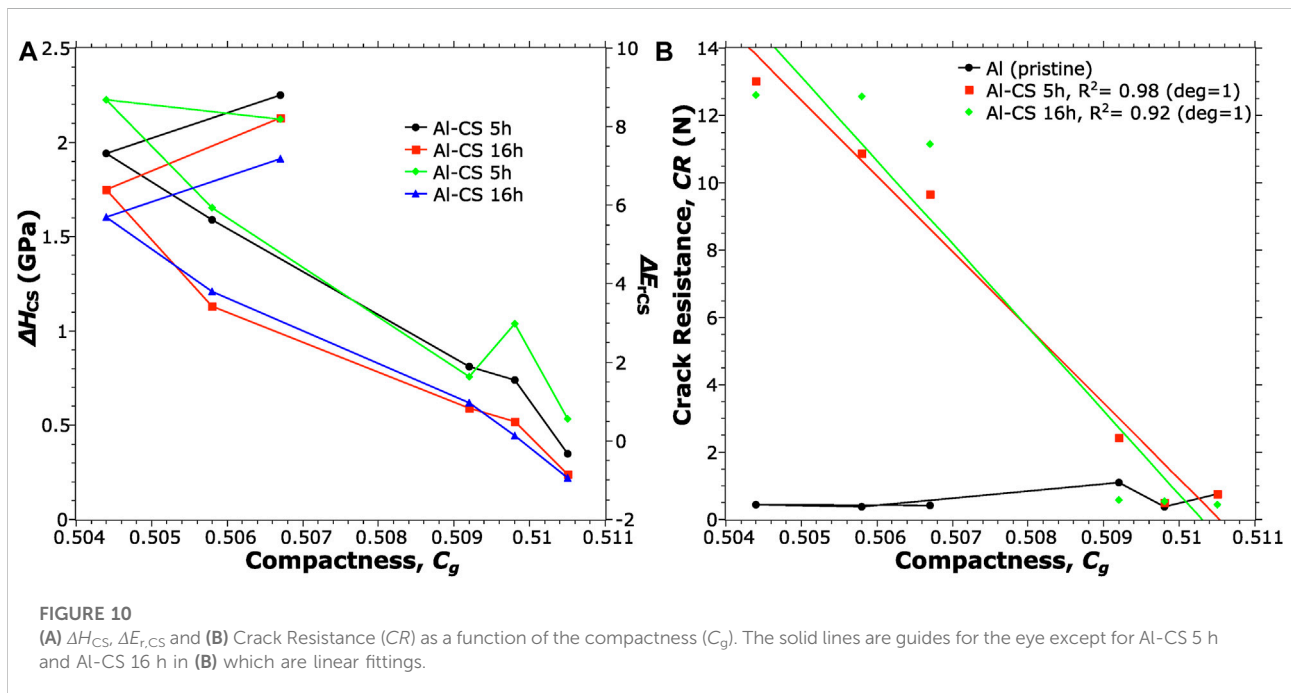 A
2.5
2
1.5
1
0.5
0
ΔH_CS (GPa)
10
8
6
4
2
0
-2
ΔE_rCS
Al-CS 5h
Al-CS 16h
Al-CS 5h
Al-CS 16h
0.504 0.505 0.506 0.507 0.508 0.509 0.51 0.511
Compactness, C_g
B
14
12
10
8
6
4
2
0
Crack Resistance, CR (N)
Al (pristine)
Al-CS 5h, R²= 0.98 (deg=1)
Al-CS 16h, R²= 0.92 (deg=1)
0.504 0.505 0.506 0.507 0.508 0.509 0.51 0.511
Compactness, C_g
FIGURE 10
(A) ΔH_CS, ΔE_r,CS and (B) Crack Resistance (CR) as a function of the compactness (C_g). The solid lines are guides for the eye except for Al-CS 5 h
and Al-CS 16 h in (B) which are linear fittings.